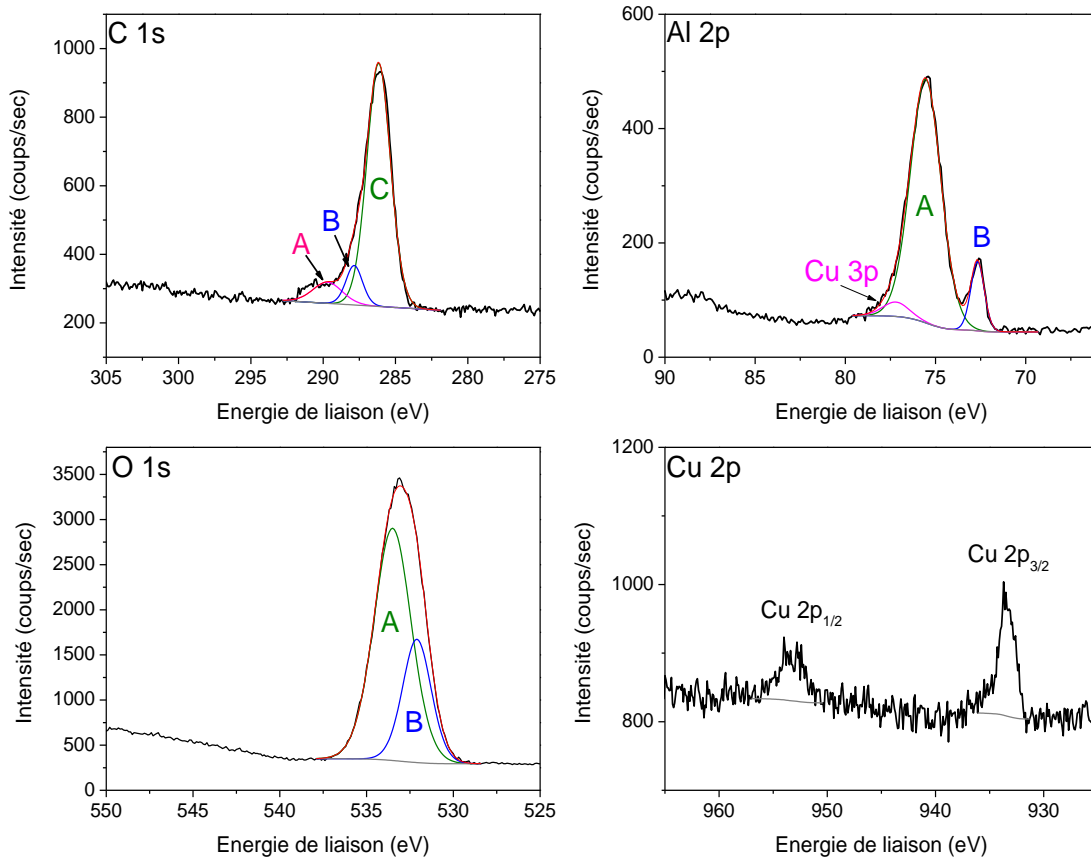 C 1s
1000
800
600
400
200
A
B
C
305 300 295 290 285 280 275
Energie de liaison (eV)
Intensité (coups/sec)
Al 2p
600
400
200
0
Cu 3p
A
B
90 85 80 75 70
Energie de liaison (eV)
Intensité (coups/sec)
O 1s
3500
3000
2500
2000
1500
1000
500
0
A
B
550 545 540 535 530 525
Energie de liaison (eV)
Intensité (coups/sec)
Cu 2p
1200
1000
800
Cu 2p1/2
Cu 2p3/2
960 950 940 930
Energie de liaison (eV)
Intensité (coups/sec)